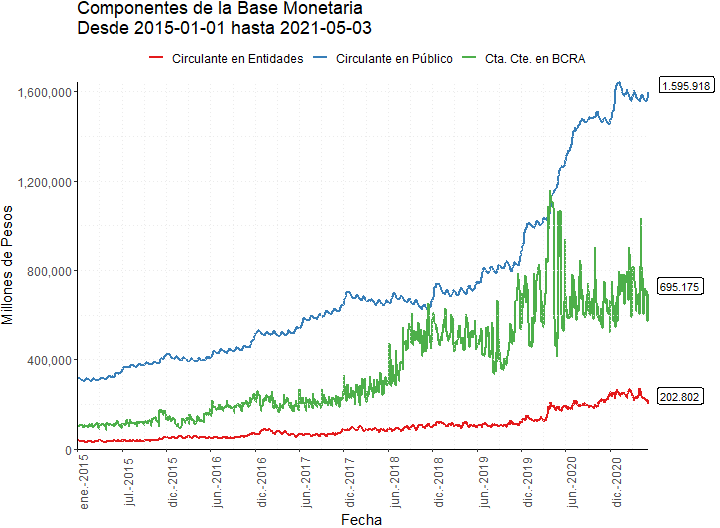 Componentes de la Base Monetaria
Desde 2015-01-01 hasta 2021-05-03
Circulante en Entidades Circulante en Público Cta. Cte. en BCRA
Millones de Pesos
1,600,000
1,200,000
800,000
400,000
0
1.595.918
695.175
202.802
ene.-2015
jul.-2015
dic.-2015
jun.-2016
dic.-2016
jun.-2017
dic.-2017
jun.-2018
dic.-2018
jun.-2019
dic.-2019
jun.-2020
dic.-2020
Fecha